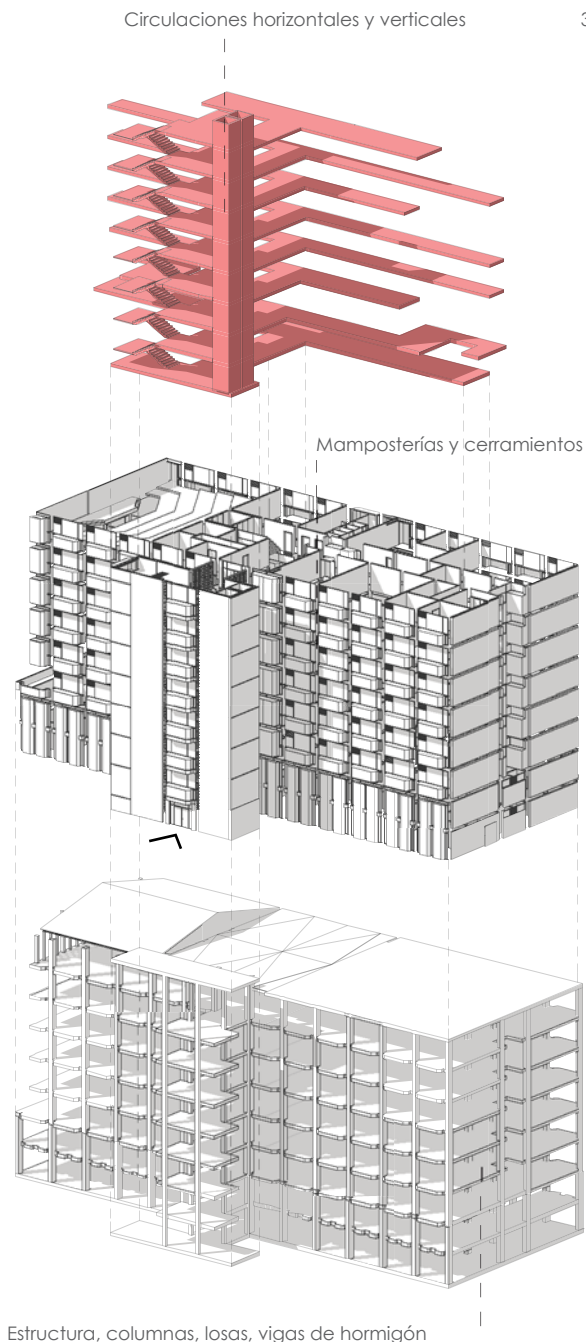 Circulaciones horizontales y verticales
Mamposterías y cerramientos
Estructura, columnas, losas, vigas de hormigón